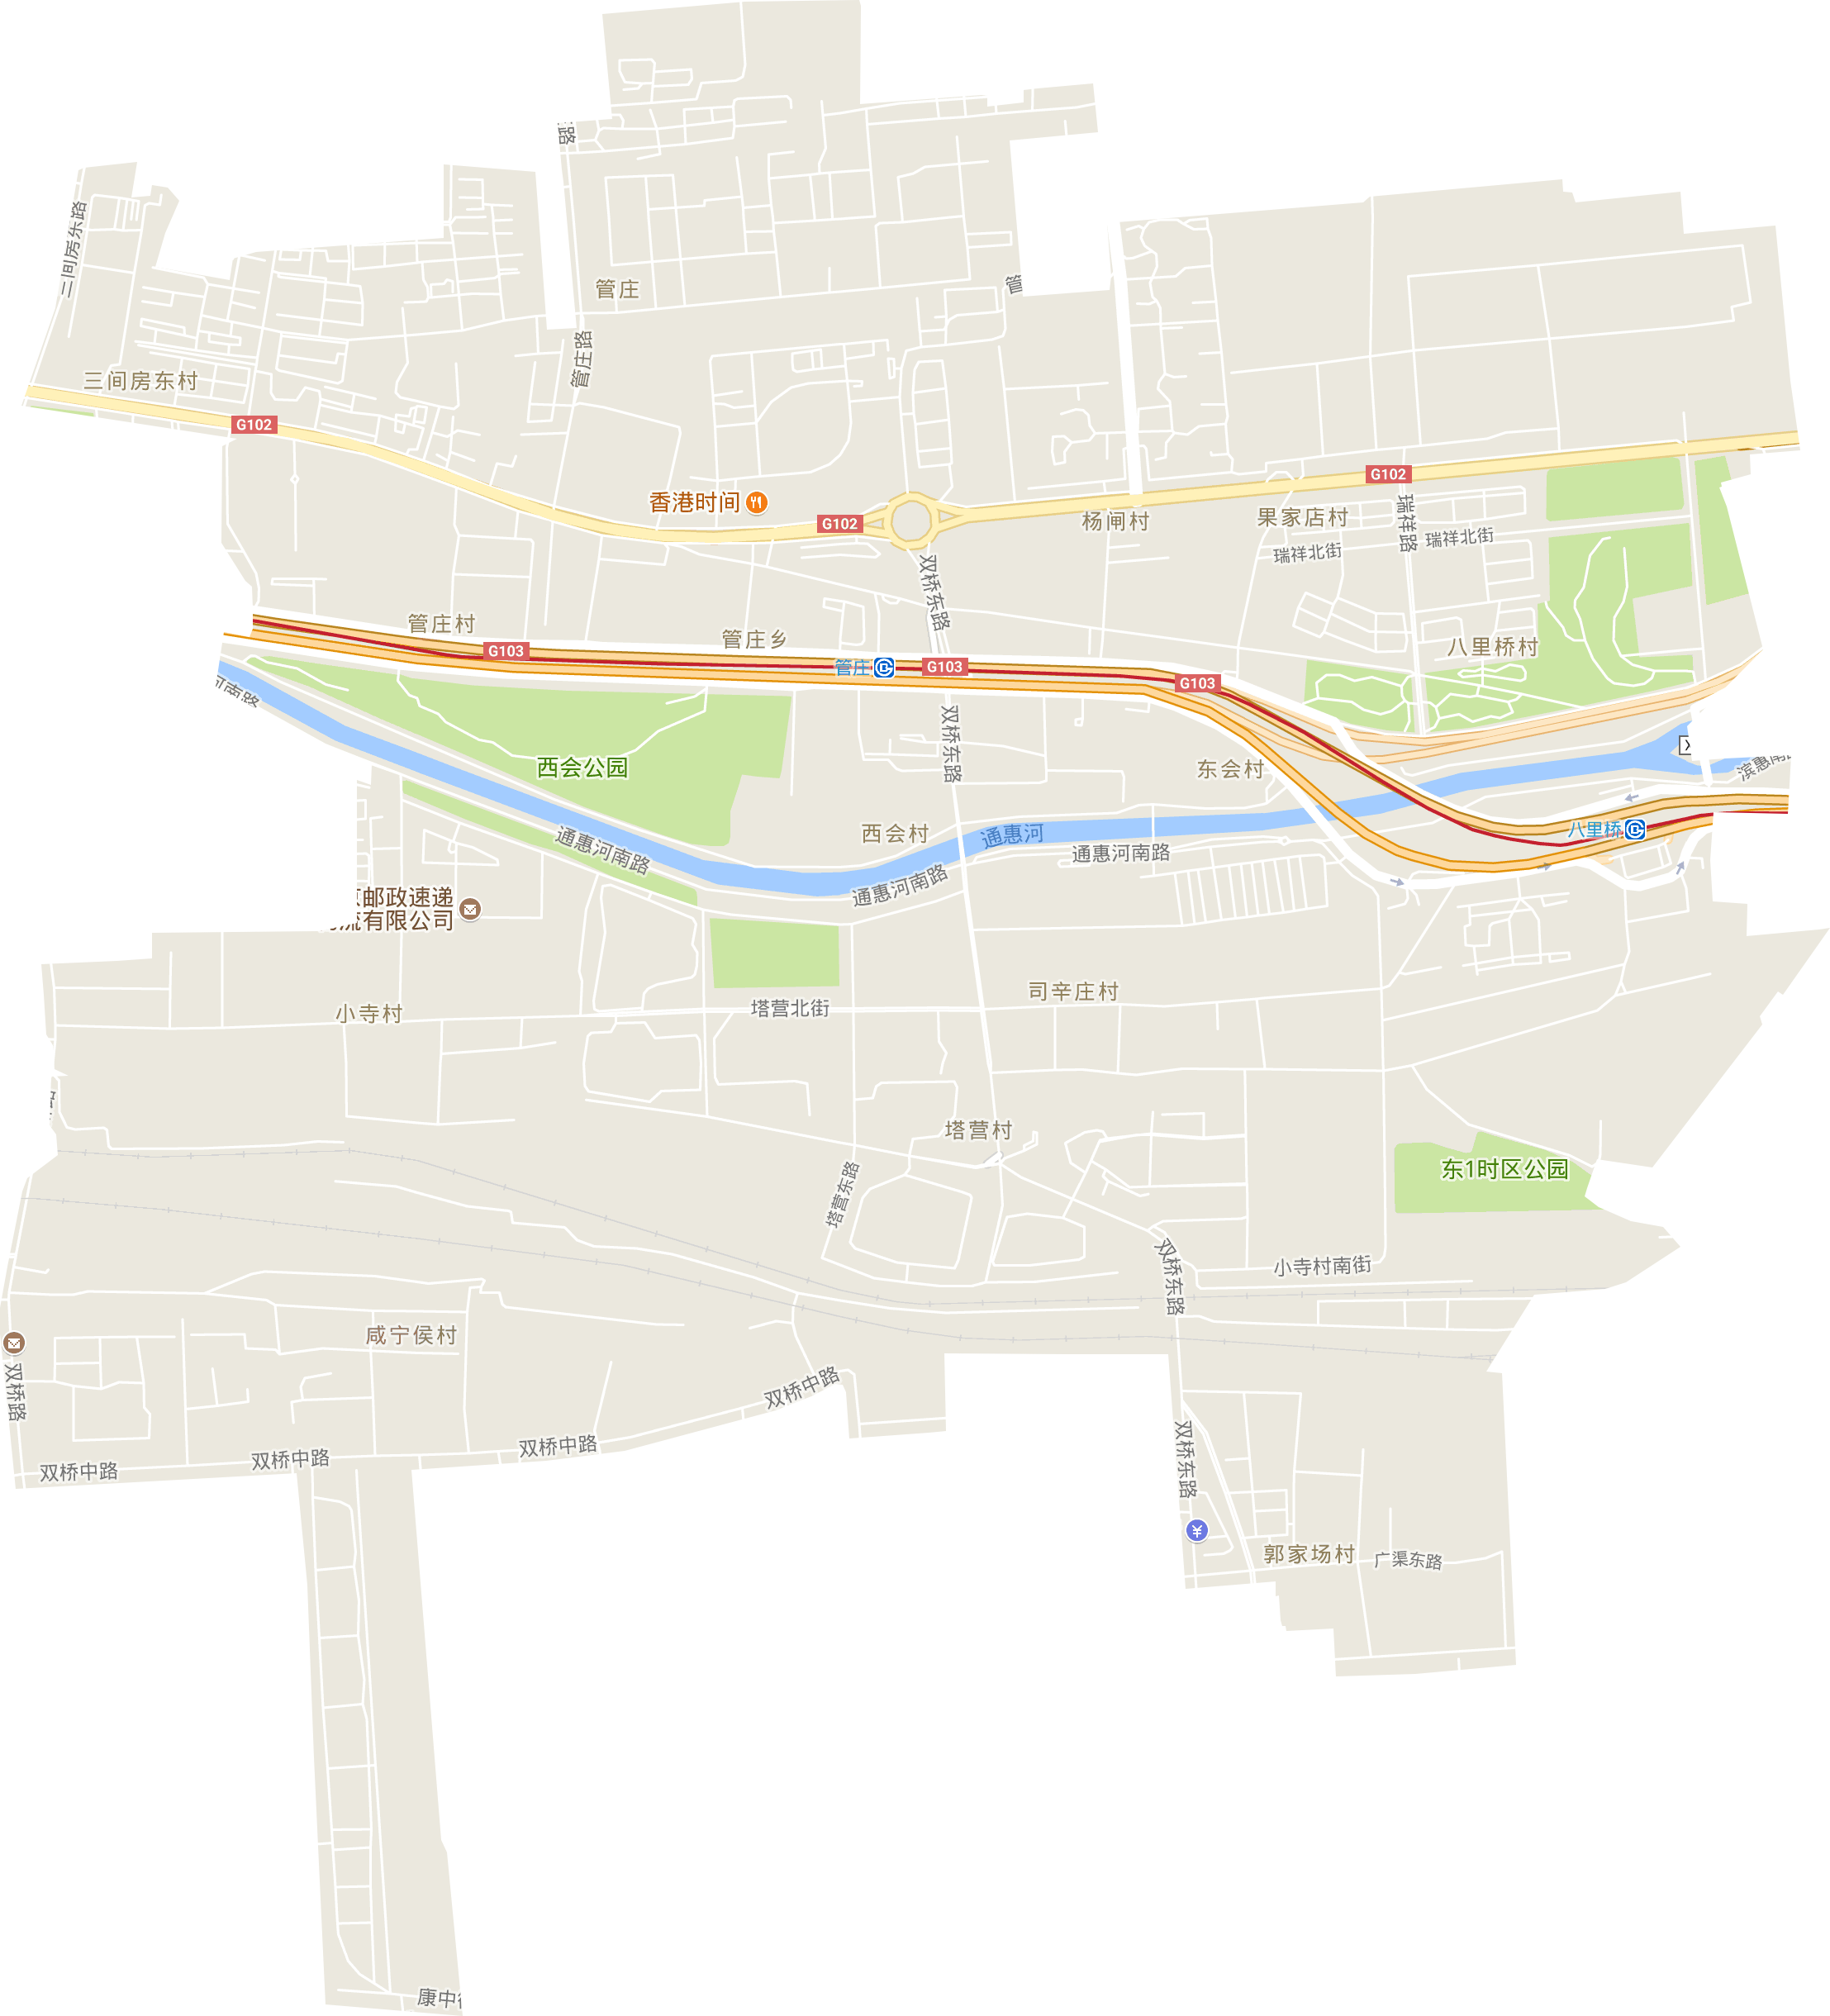 路
三间房东路
管庄
管
管庄路
三间房东村
G102
G102
香港时间
G102
杨闸村
果家店村
瑞祥路
瑞祥北街
瑞祥北街
双桥东路
管庄村
管庄乡
八里桥村
G103
管庄
G103
G103
河南路
双桥东路
西会公园
东会村
滨惠南
通惠河南路
西会村
通惠河
通惠河南路
八里桥
通惠河南路
邮政速递
流有限公司
小寺村
塔营北街
司辛庄村
塔营村
塔营东路
东1时区公园
双桥东路
小寺村南街
咸宁侯村
双桥路
双桥中路
双桥中路
双桥中路
双桥中路
双桥东路
郭家场村
广渠东路
康中